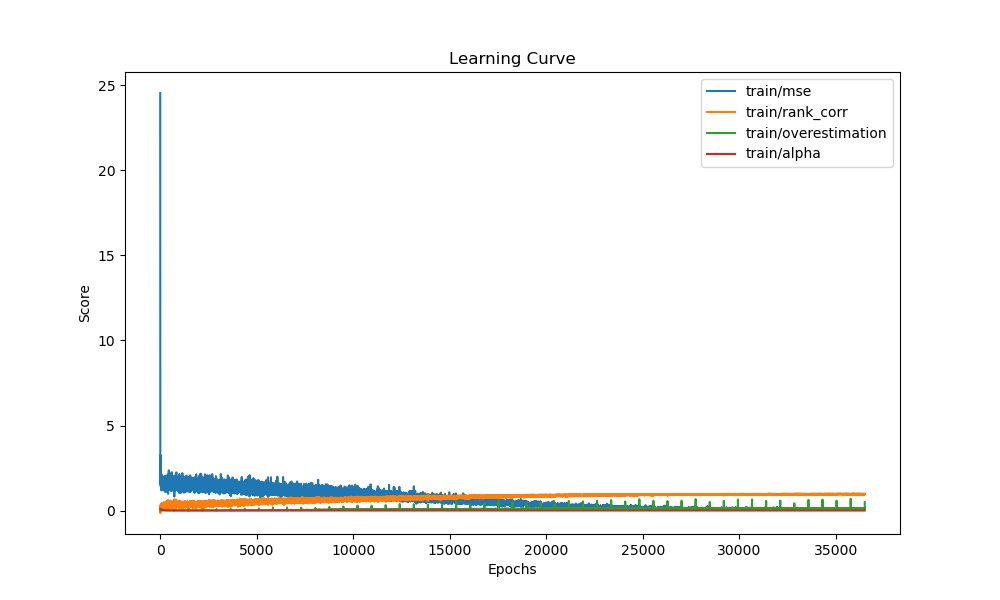 Learning Curve
train/mse
train/rank_corr
train/overestimation
train/alpha
Score
25
20
15
10
5
0
0 5000 10000 15000 20000 25000 30000 35000
Epochs